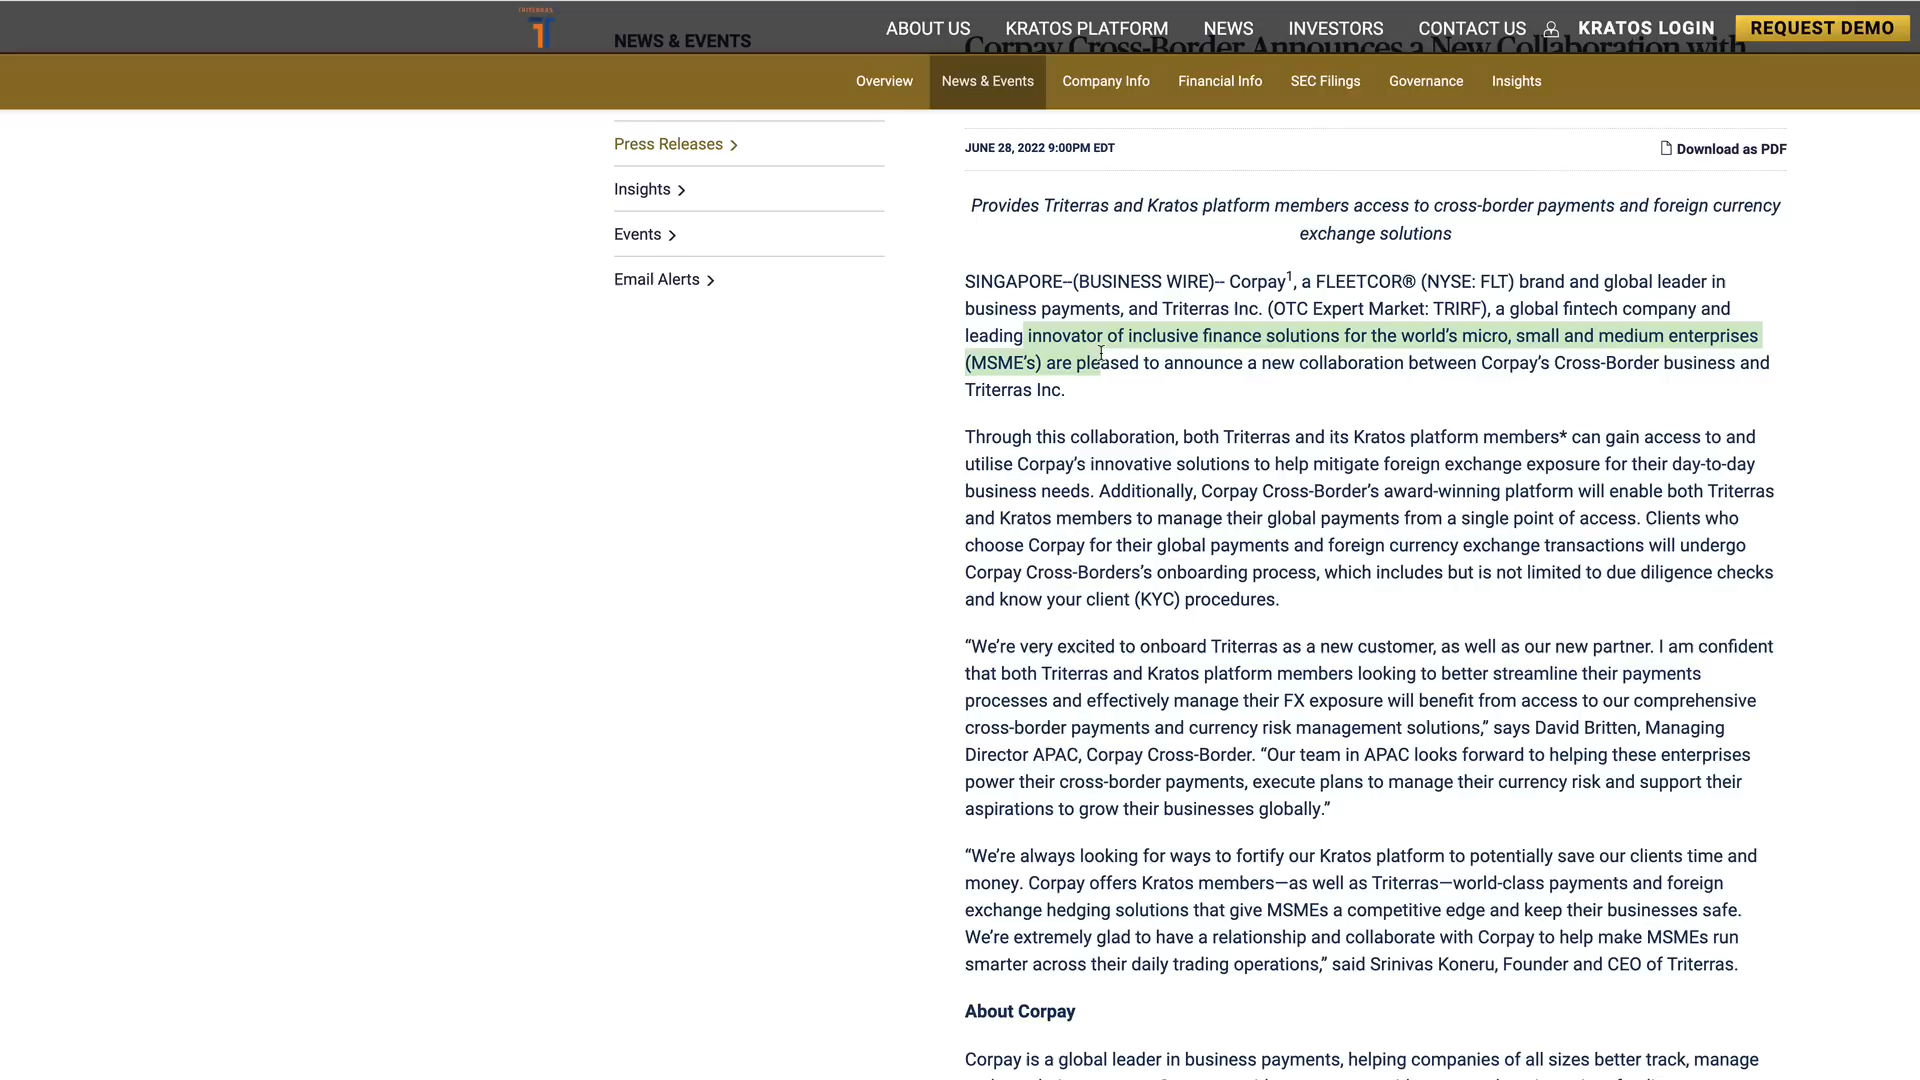 TRITERRAS
ABOUT US KRATOS PLATFORM NEWS INVESTORS CONTACT US KRATOS LOGIN REQUEST DEMO
NEWS & EVENTS
Corpay Cross-Border Announces a New Collaboration with
Overview News & Events Company Info Financial Info SEC Filings Governance Insights
Press Releases
Insights
Events
Email Alerts
JUNE 28, 2022 9:00PM EDT
Download as PDF
Provides Triterras and Kratos platform members access to cross-border payments and foreign currency
exchange solutions
SINGAPORE--(BUSINESS WIRE)-- Corpay1, a FLEETCOR® (NYSE: FLT) brand and global leader in
business payments, and Triterras Inc. (OTC Expert Market: TRIRF), a global fintech company and
leading innovator of inclusive finance solutions for the world’s micro, small and medium enterprises
(MSME’s) are pleased to announce a new collaboration between Corpay’s Cross-Border business and
Triterras Inc.
Through this collaboration, both Triterras and its Kratos platform members* can gain access to and
utilise Corpay’s innovative solutions to help mitigate foreign exchange exposure for their day-to-day
business needs. Additionally, Corpay Cross-Border’s award-winning platform will enable both Triterras
and Kratos members to manage their global payments from a single point of access. Clients who
choose Corpay for their global payments and foreign currency exchange transactions will undergo
Corpay Cross-Borders’s onboarding process, which includes but is not limited to due diligence checks
and know your client (KYC) procedures.
“We’re very excited to onboard Triterras as a new customer, as well as our new partner. I am confident
that both Triterras and Kratos platform members looking to better streamline their payments
processes and effectively manage their FX exposure will benefit from access to our comprehensive
cross-border payments and currency risk management solutions,” says David Britten, Managing
Director APAC, Corpay Cross-Border. “Our team in APAC looks forward to helping these enterprises
power their cross-border payments, execute plans to manage their currency risk and support their
aspirations to grow their businesses globally.”
“We’re always looking for ways to fortify our Kratos platform to potentially save our clients time and
money. Corpay offers Kratos members—as well as Triterras—world-class payments and foreign
exchange hedging solutions that give MSMEs a competitive edge and keep their businesses safe.
We’re extremely glad to have a relationship and collaborate with Corpay to help make MSMEs run
smarter across their daily trading operations,” said Srinivas Koneru, Founder and CEO of Triterras.
About Corpay
Corpay is a global leader in business payments, helping companies of all sizes better track, manage